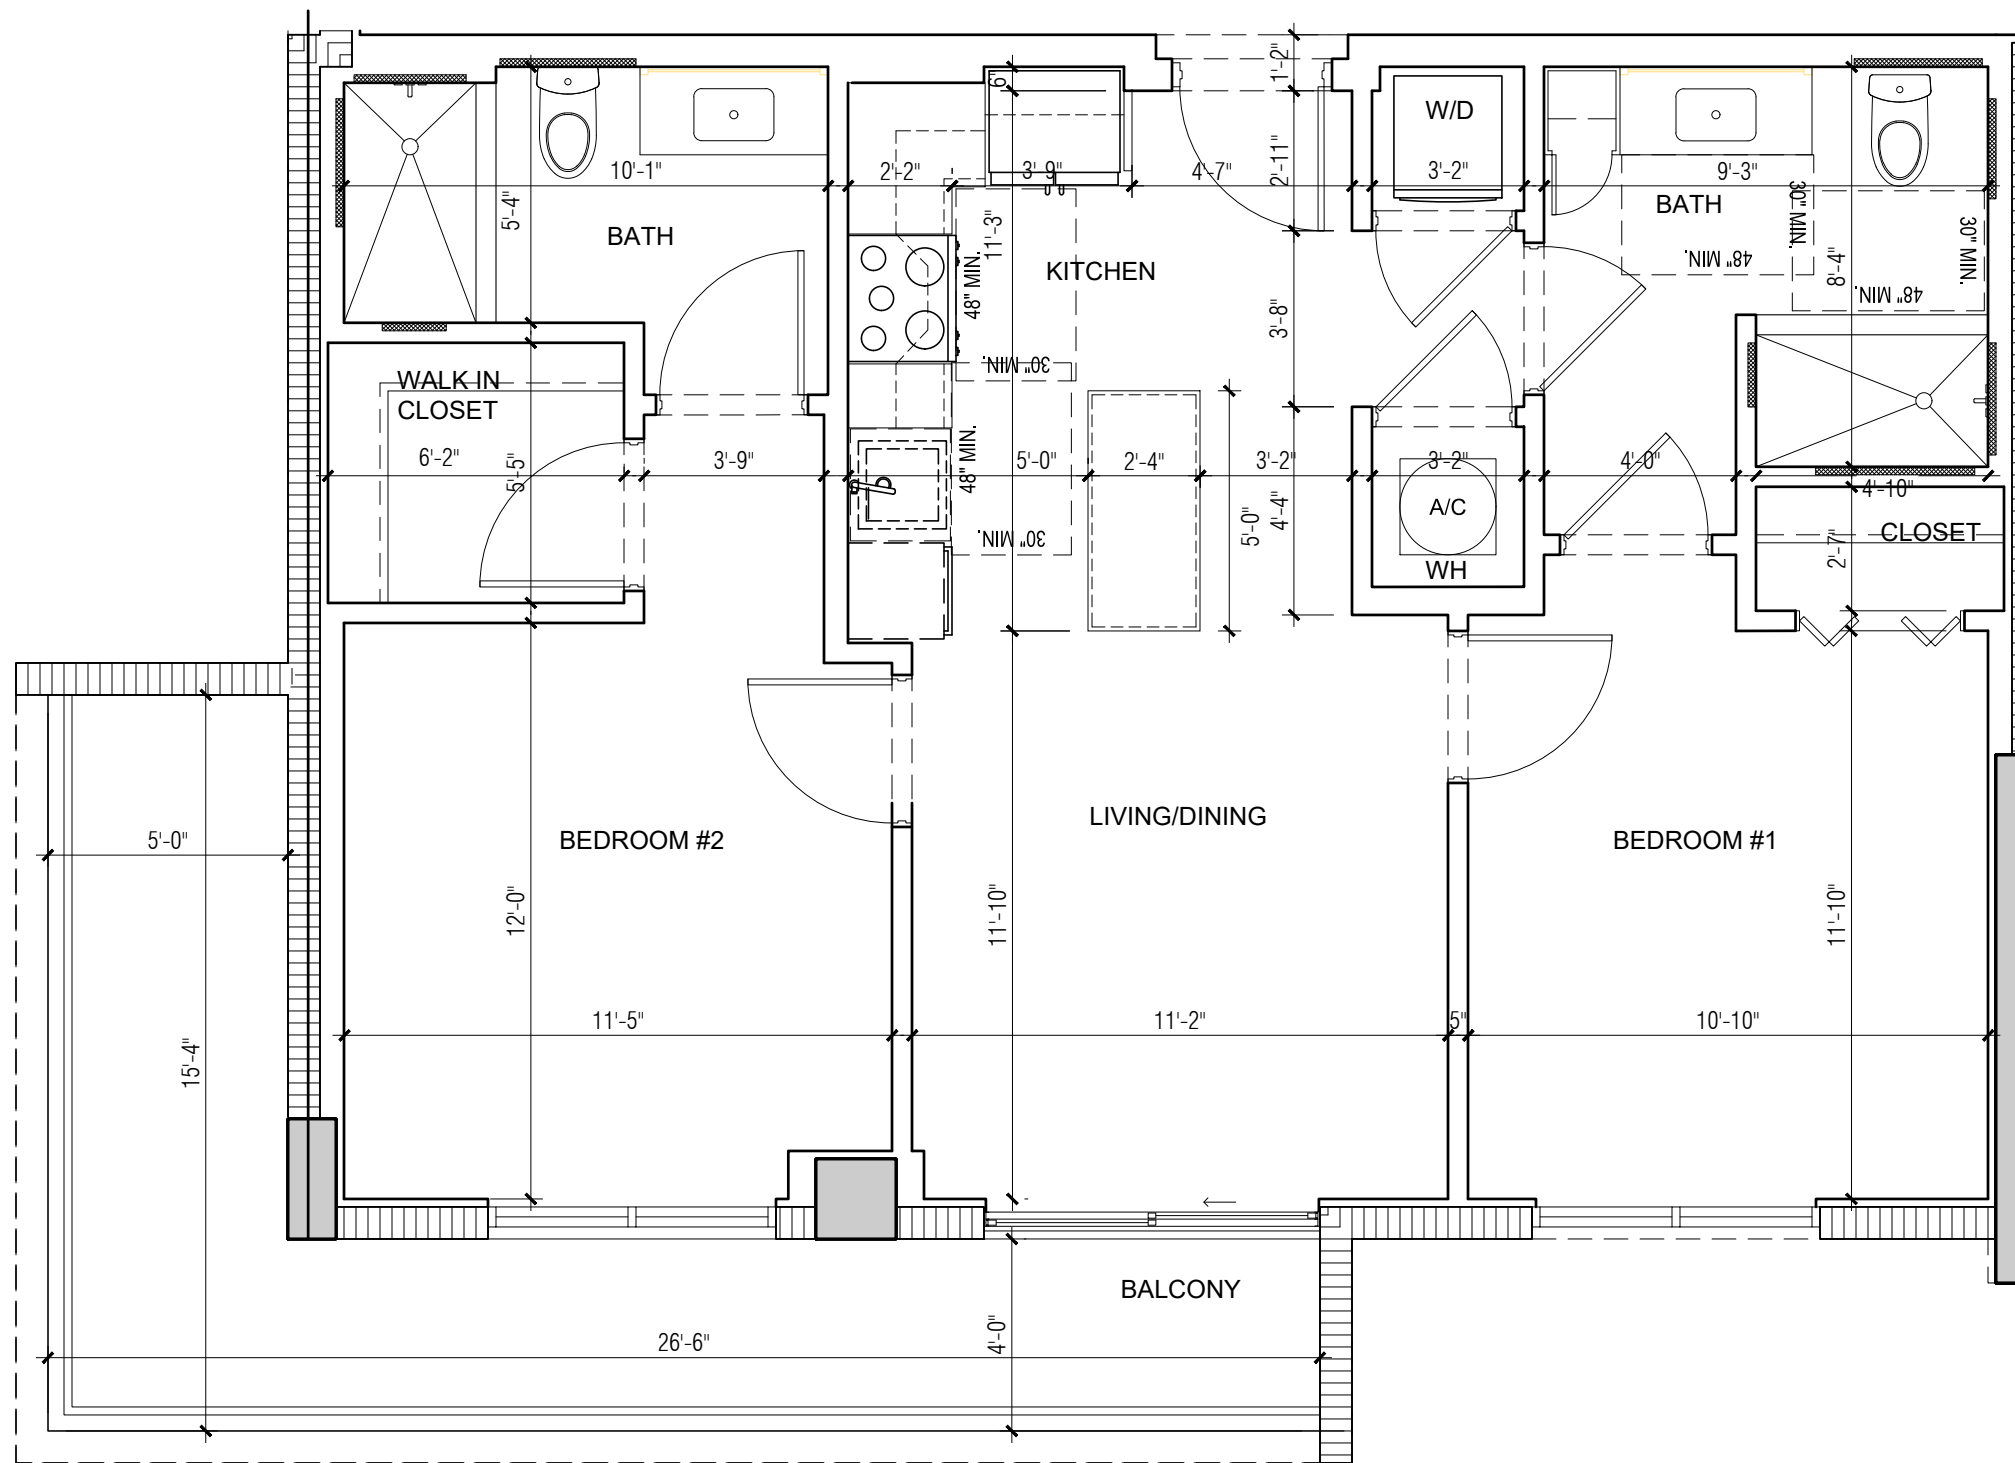 1'-2"
6"
W/D
10'-1"
2'-2"
3'-9"
4'-7"
2'-11"
3'-2"
9'-3"
5'-4"
BATH
11'-3"
KITCHEN
BATH
30" MIN.
30" MIN.
48" MIN.
48" MIN.
8'-4"
48" MIN.
3'-8"
30" MIN.
WALK IN
CLOSET
6'-2"
5'-5"
3'-9"
48" MIN.
5'-0"
2'-4"
3'-2"
3'-2"
4'-0"
4'-10"
4'-4"
5'-0"
A/C
30" MIN.
WH
CLOSET
2'-7"
LIVING/DINING
BEDROOM #2
BEDROOM #1
5'-0"
12'-0"
11'-10"
11'-10"
11'-5"
11'-2"
5"
10'-10"
15'-4"
BALCONY
26'-6"
4'-0"